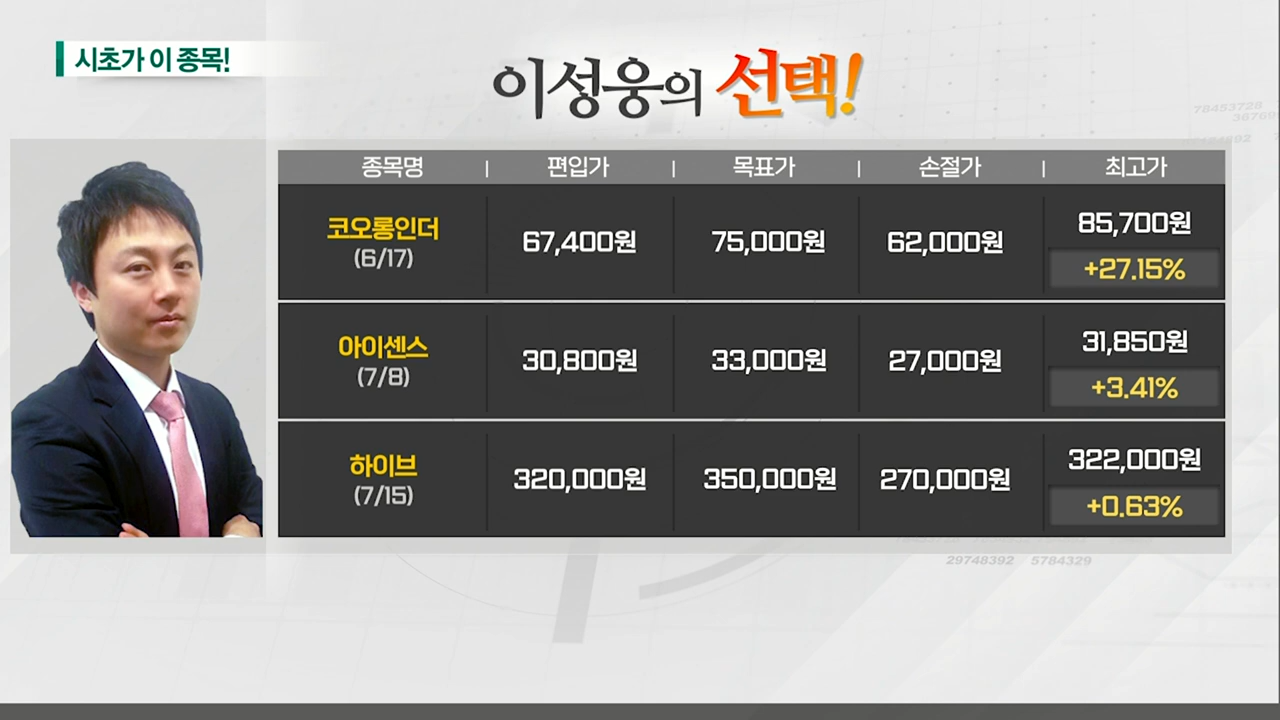 시초가 이 종목!
이성웅의 선택!
종목명 | 편입가 | 목표가 | 손절가 | 최고가
코오롱인더 (6/17) 67,400원 75,000원 62,000원 85,700원 +27.15%
아이센스 (7/8) 30,800원 33,000원 27,000원 31,850원 +3.41%
하이브 (7/15) 320,000원 350,000원 270,000원 322,000원 +0.63%
78453728
29748392 5784329